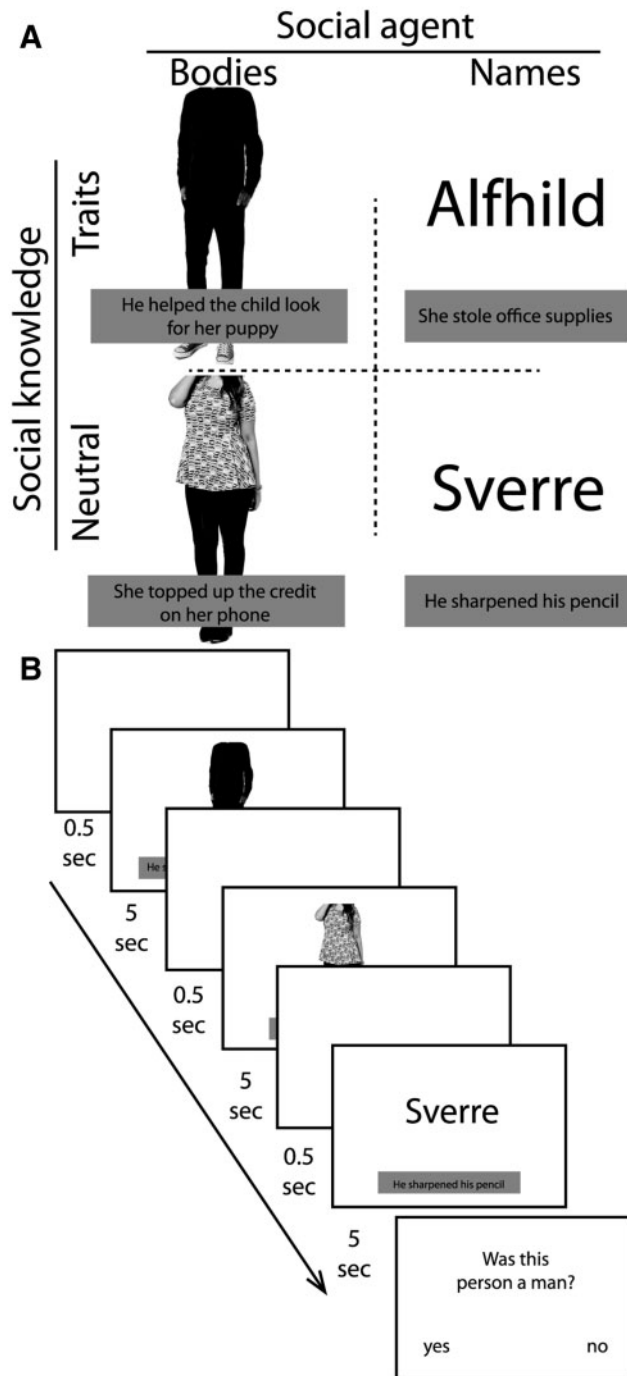 A
Social agent
Bodies
Names
Social knowledge
Traits
Neutral
Alfhild
He helped the child look
for her puppy
She stole office supplies
Sverre
She topped up the credit
on her phone
He sharpened his pencil
B
0.5
sec
He s
5
sec
0.5
sec
5
sec
0.5
sec
Sverre
He sharpened his pencil
5
sec
Was this
person a man?
yes
no